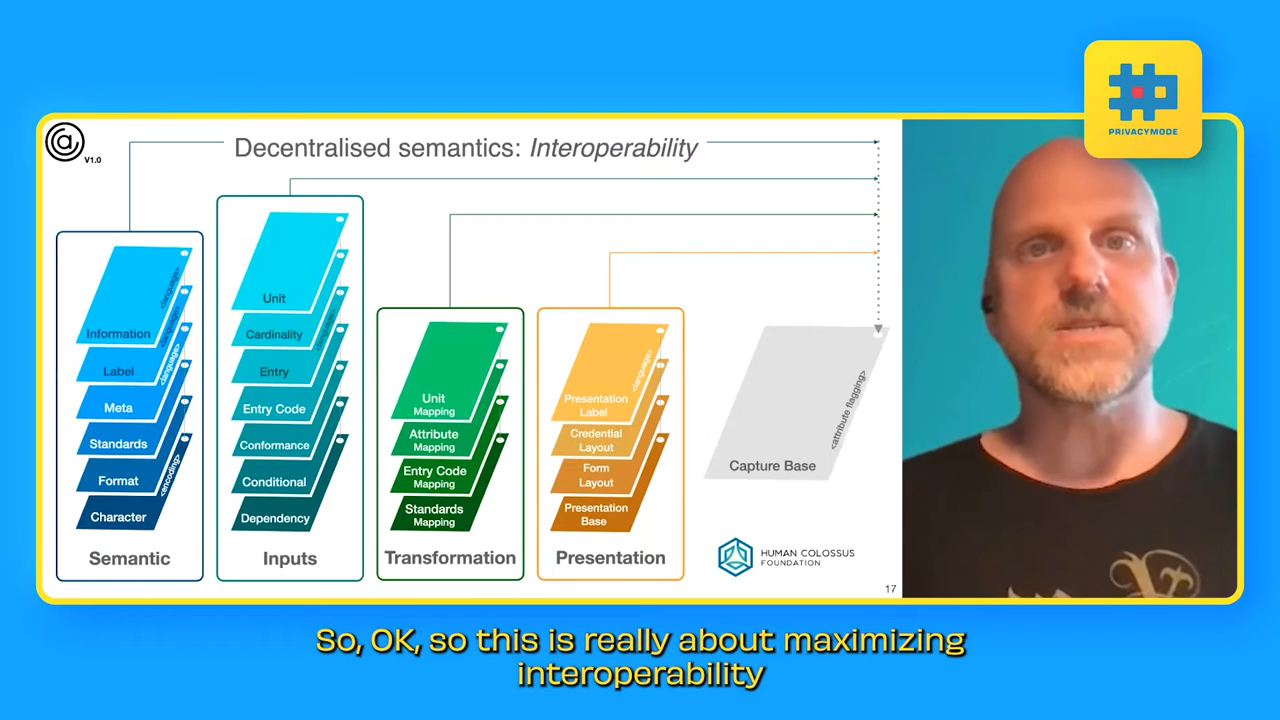 PRIVACYMODE
@
V1.0
Decentralised semantics: Interoperability
Information
<language>
Label
<language>
Meta
<language>
Standards
Format
<encoding>
Character
Semantic
Unit
Cardinality
<language>
Entry
Entry Code
Conformance
Conditional
Dependency
Inputs
Unit
Mapping
Attribute
Mapping
Entry Code
Mapping
Standards
Mapping
Transformation
Presentation
Label
<language>
Credential
Layout
Form
Layout
Presentation
Base
Presentation
Capture Base
<attribute flagging>
HUMAN COLOSSUS
FOUNDATION
17
So, OK, so this is really about maximizing
interoperability